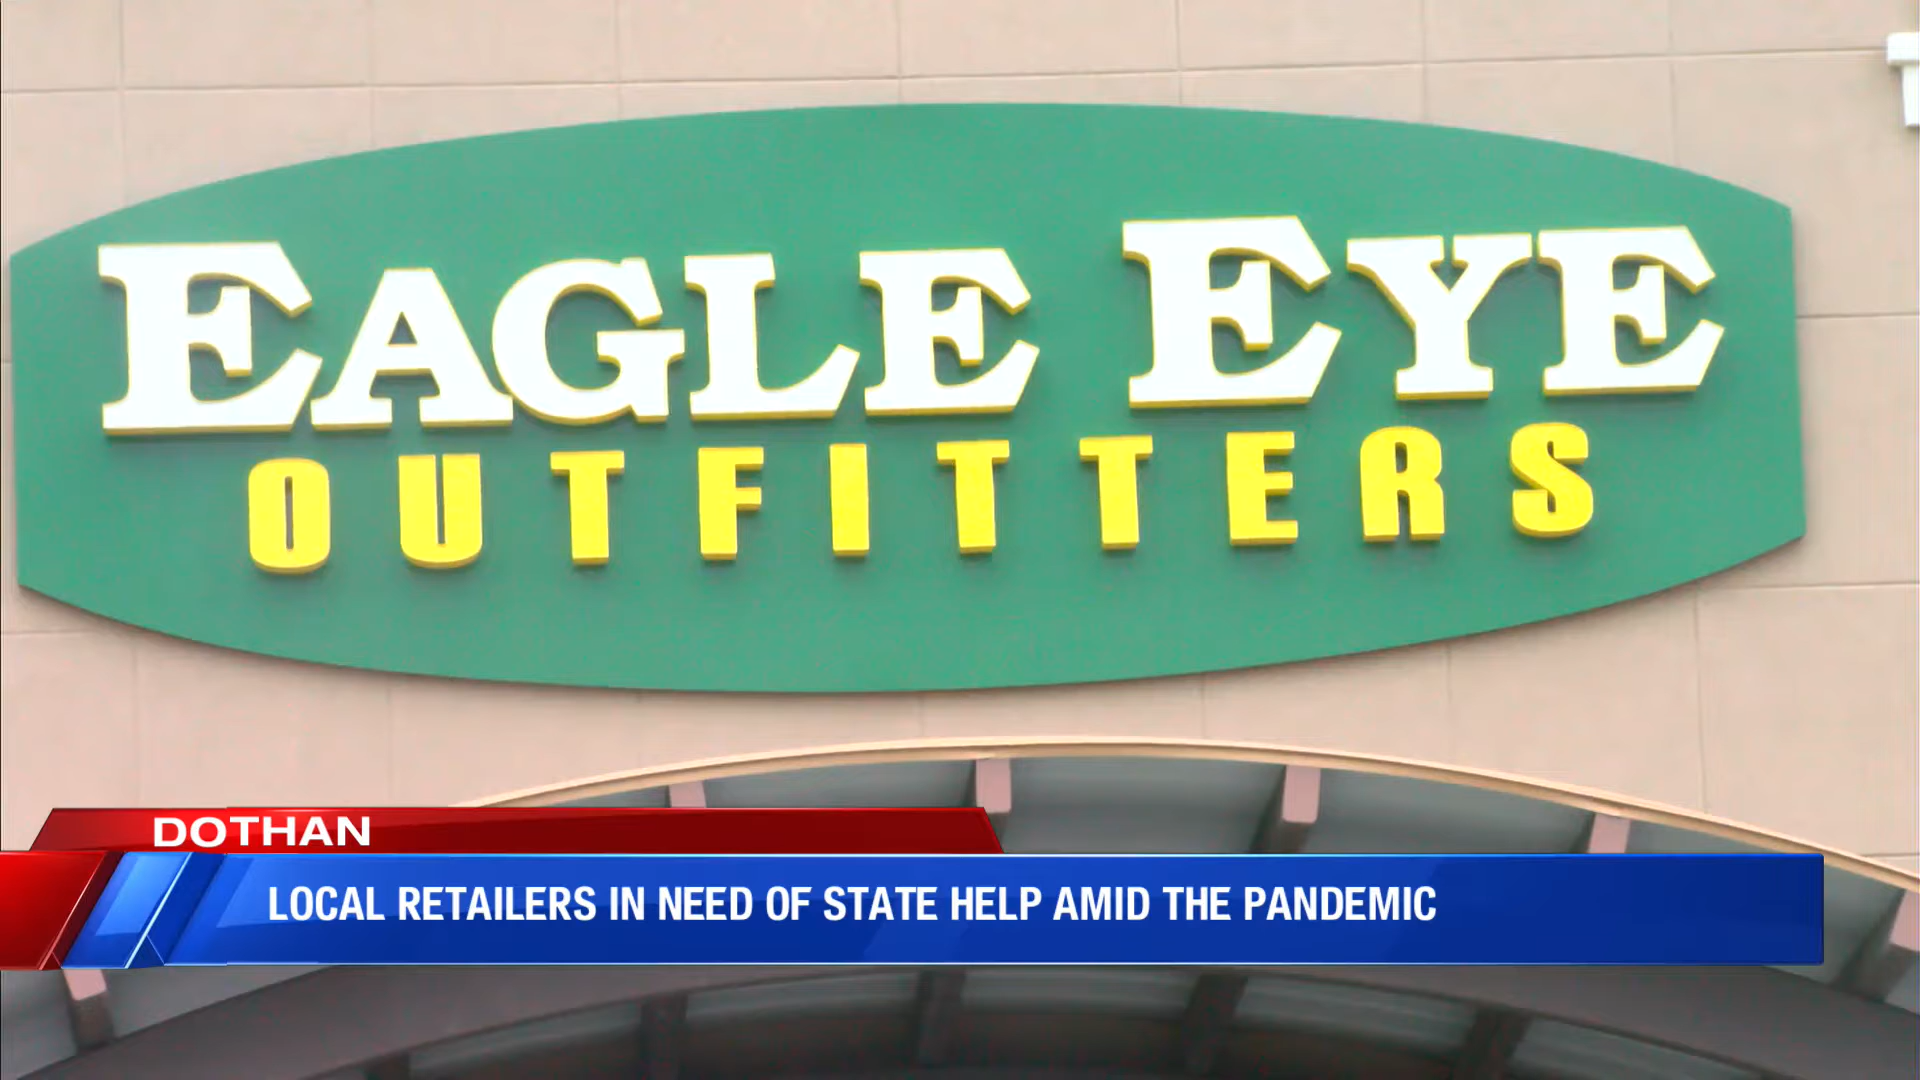 EAGLE EYE
OUTFITTERS
DOTHAN
LOCAL RETAILERS IN NEED OF STATE HELP AMID THE PANDEMIC